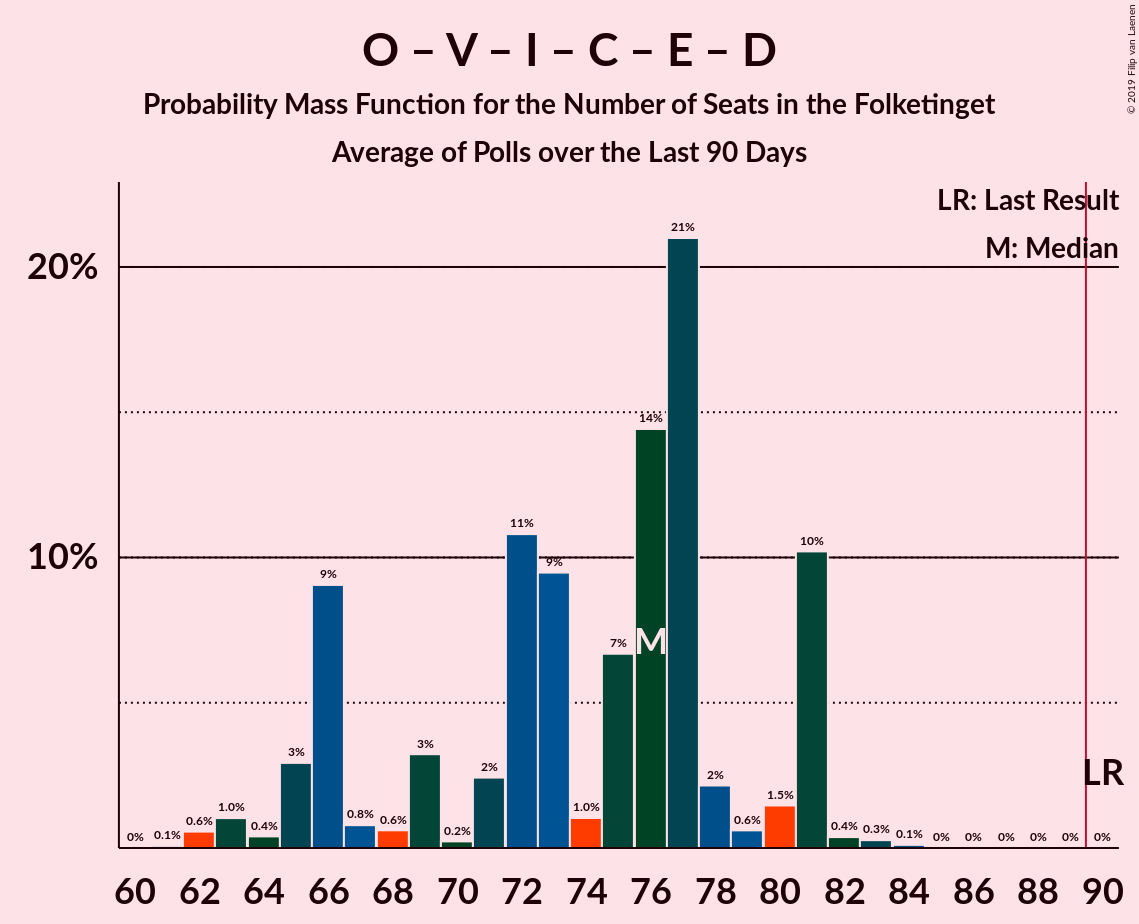 O – V – I – C – E – D
Probability Mass Function for the Number of Seats in the Folketinget
Average of Polls over the Last 90 Days
© 2019 Filip van Laenen
LR: Last Result
M: Median
20%
10%
0% 0.1% 0.6% 1.0% 0.4% 3% 9% 0.8% 0.6% 3% 0.2% 2% 11% 9% 1.0% 7% 14% 21% 2% 0.6% 1.5% 10% 0.4% 0.3% 0.1% 0% 0% 0% 0% 0% 0%
M
LR
60 62 64 66 68 70 72 74 76 78 80 82 84 86 88 90